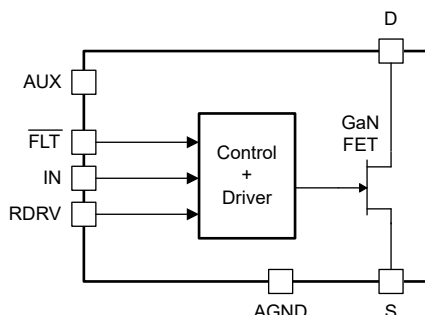 D
AUX
GaN
FET
FLT
Control
+
Driver
IN
RDRV
AGND
S